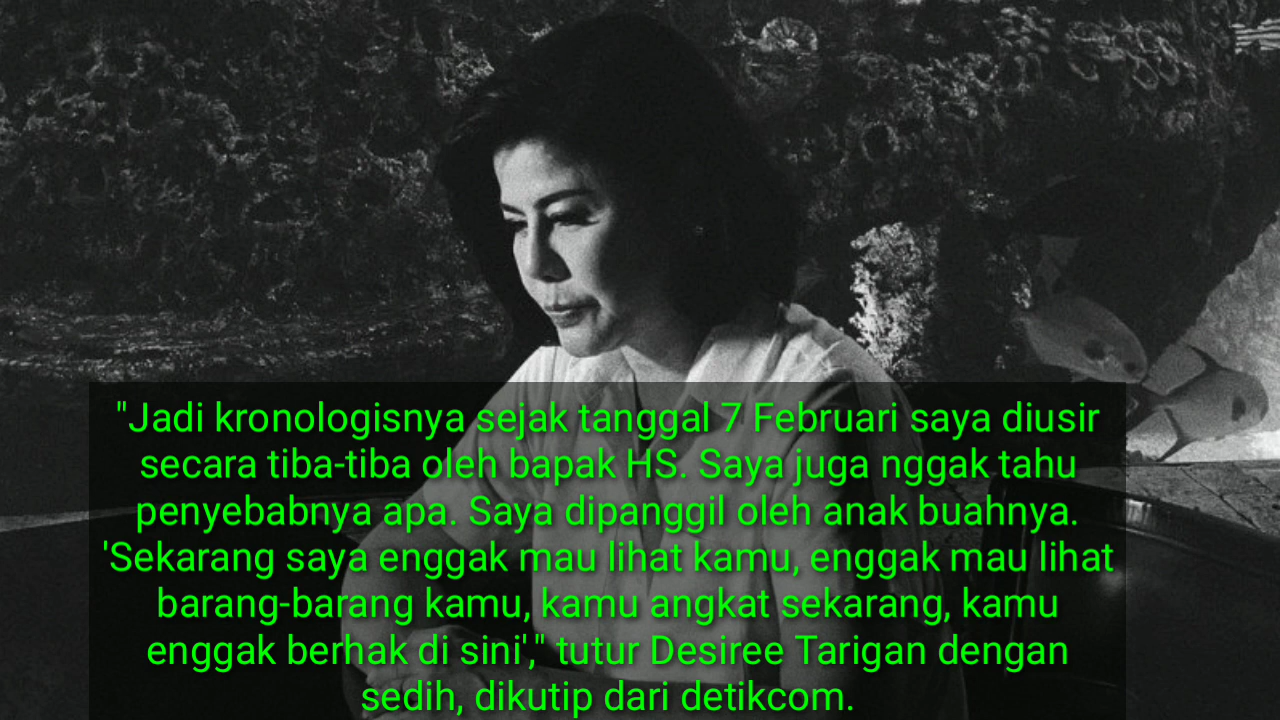 "Jadi kronologisnya sejak tanggal 7 Februari saya diusir
secara tiba-tiba oleh bapak HS. Saya juga nggak tahu
penyebabnya apa. Saya dipanggil oleh anak buahnya.
'Sekarang saya enggak mau lihat kamu, enggak mau lihat
barang-barang kamu, kamu angkat sekarang, kamu
enggak berhak di sini'," tutur Desiree Tarigan dengan
sedih, dikutip dari detikcom.